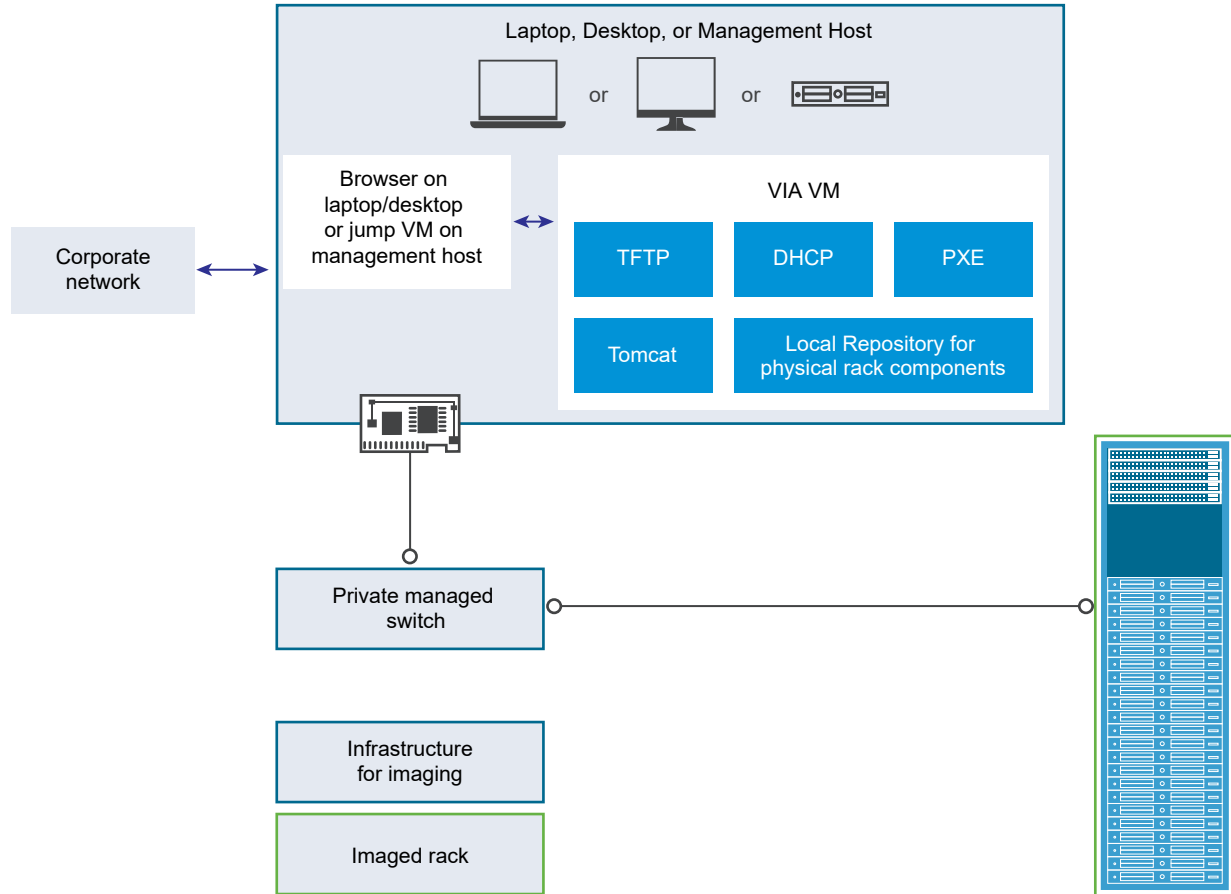 Laptop, Desktop, or Management Host
or
or
Browser on
laptop/desktop
or jump VM on
management host
VIA VM
Corporate
network
TFTP
DHCP
PXE
Tomcat
Local Repository for
physical rack components
Private managed
switch
Infrastructure
for imaging
Imaged rack